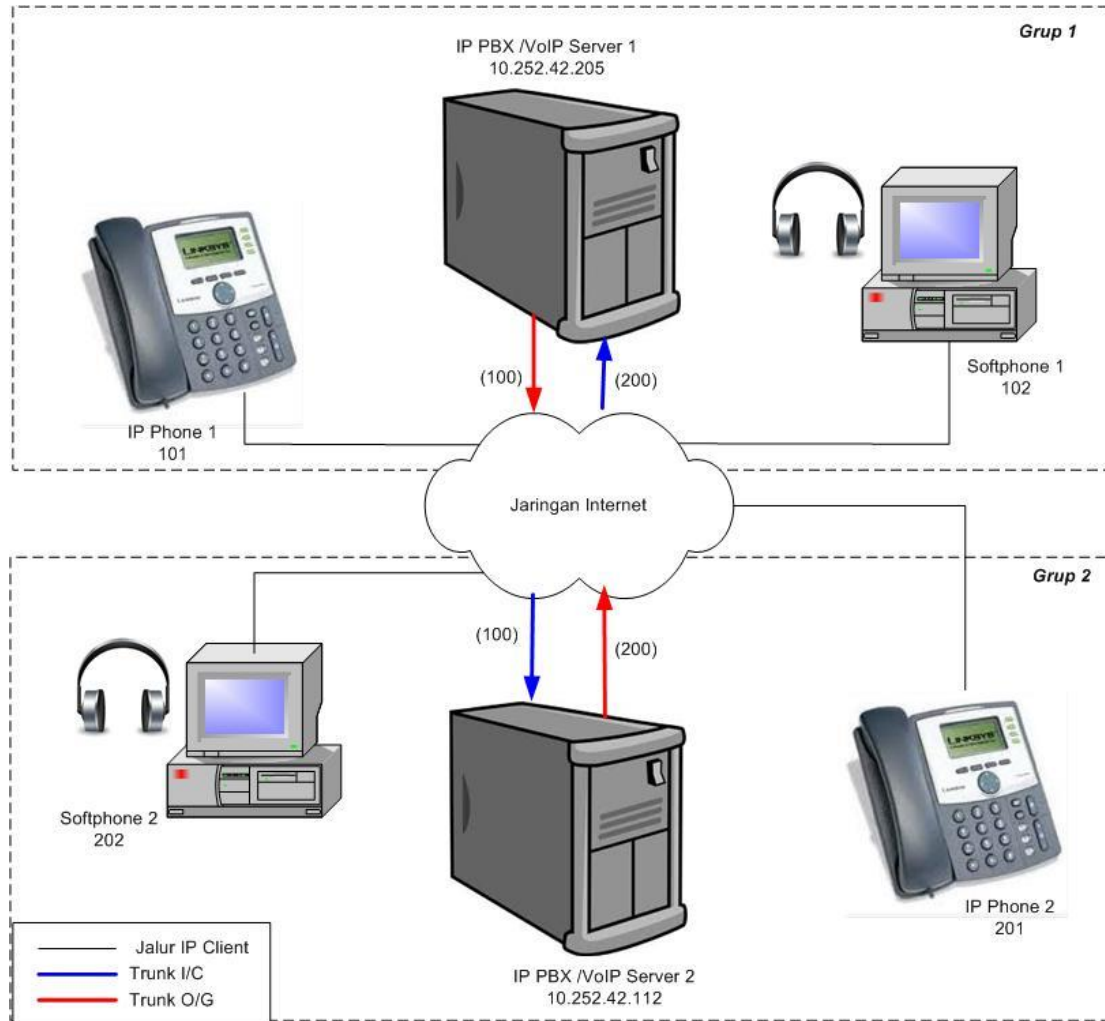 Grup 1
IP PBX /VoIP Server 1
10.252.42.205
LINKSYS
(100)
(200)
Softphone 1
102
IP Phone 1
101
Jaringan Internet
Grup 2
(100)
(200)
LINKSYS
Softphone 2
202
IP Phone 2
201
Jalur IP Client
Trunk I/C
Trunk O/G
IP PBX /VoIP Server 2
10.252.42.112